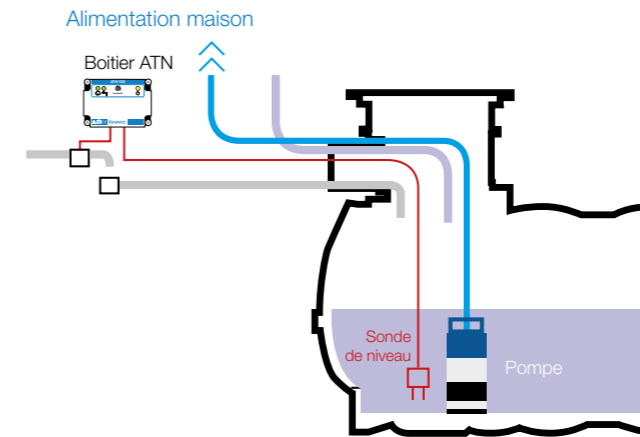 Alimentation maison
Boitier ATN
Sonde
de niveau
Pompe